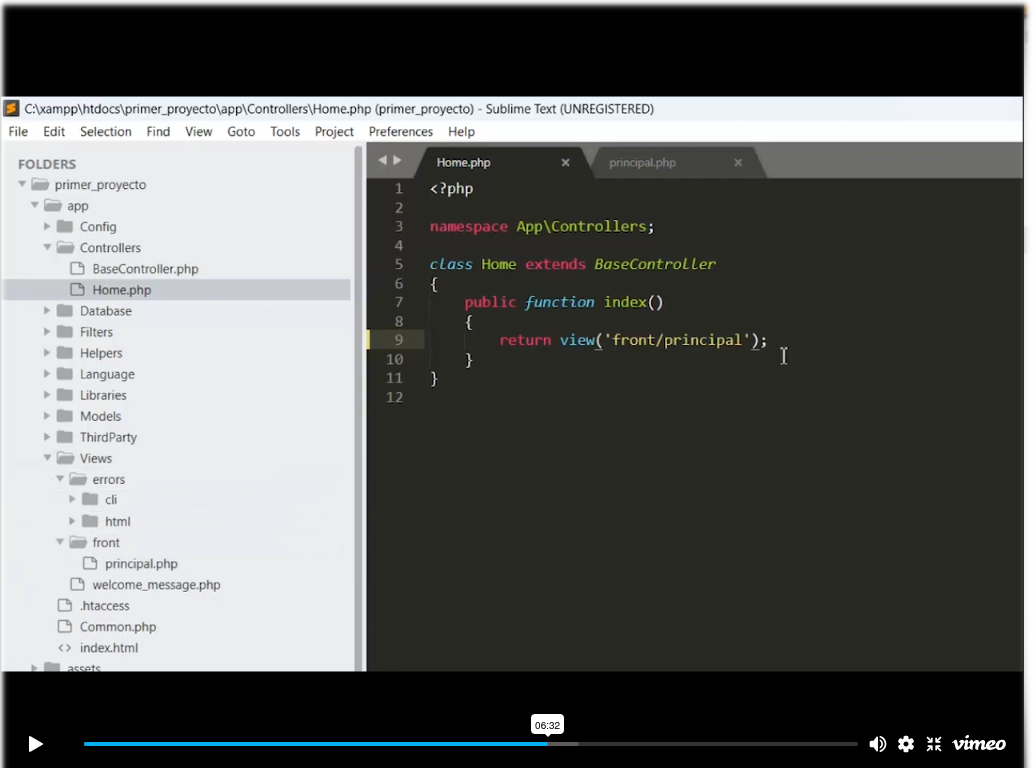 C:\xampp\htdocs\primer_proyecto\app\Controllers\Home.php (primer_proyecto) - Sublime Text (UNREGISTERED)
File Edit Selection Find View Goto Tools Project Preferences Help
FOLDERS
primer_proyecto
app
Config
Controllers
BaseController.php
Home.php
Database
Filters
Helpers
Language
Libraries
Models
ThirdParty
Views
errors
cli
html
front
principal.php
welcome_message.php
.htaccess
Common.php
index.html
assets
Home.php principal.php
1 <?php
2
3 namespace App\Controllers;
4
5 class Home extends BaseController
6 {
7 public function index()
8 {
9 return view('front/principal');
10 }
11 }
12
06:32
vimeo